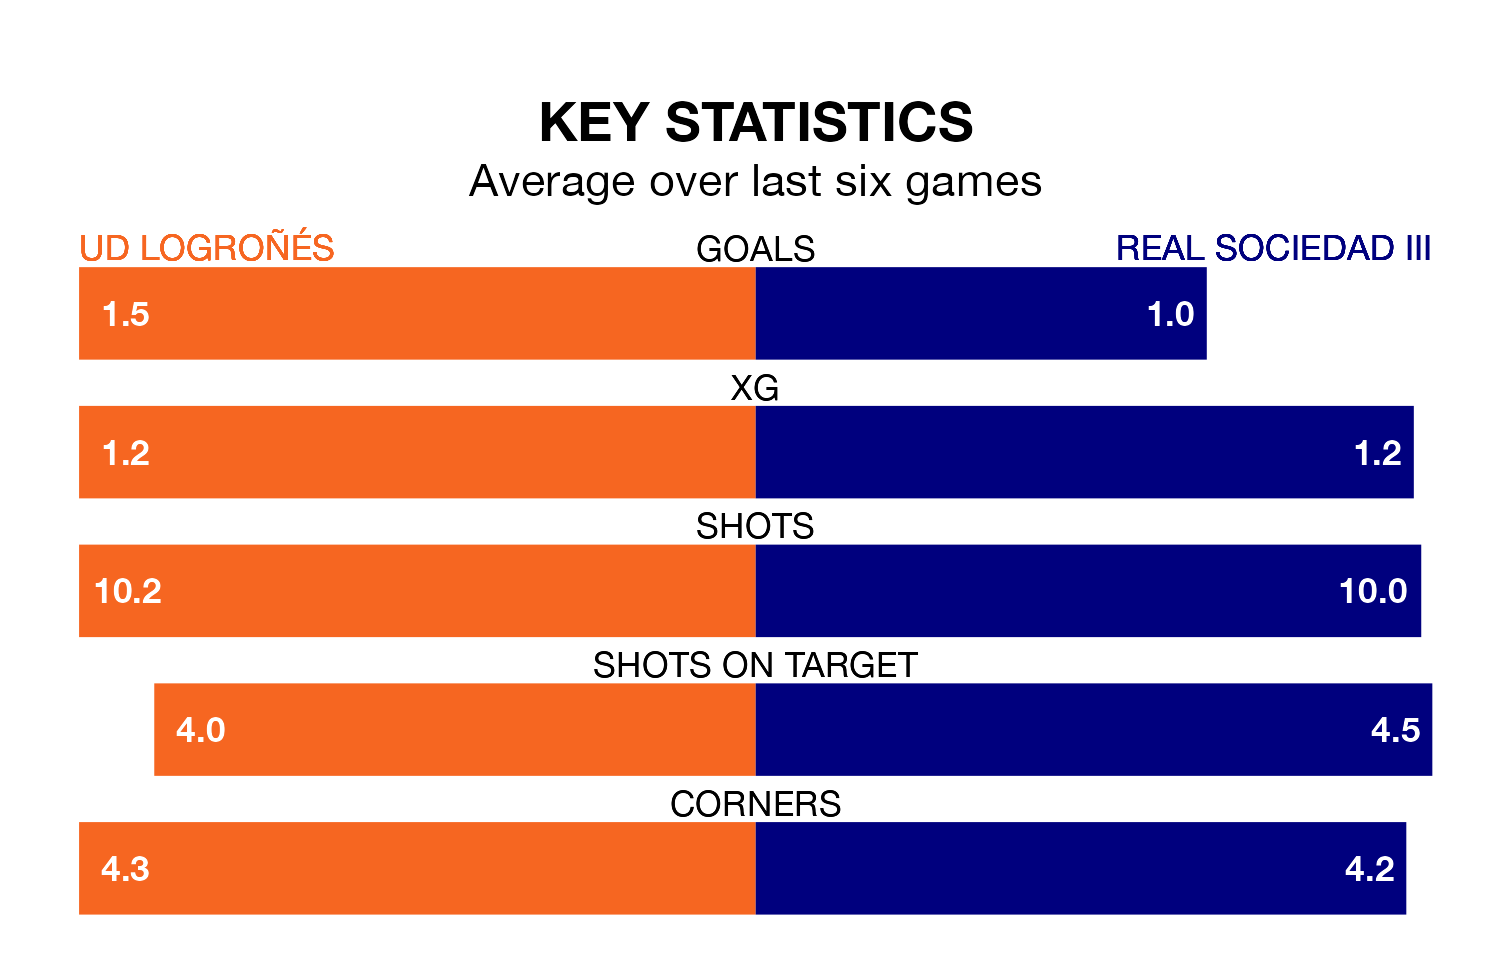 KEY STATISTICS
Average over last six games
UD LOGROÑÉS GOALS REAL SOCIEDAD III
1.5 1.0
XG
1.2 1.2
SHOTS
10.2 10.0
SHOTS ON TARGET
4.0 4.5
CORNERS
4.3 4.2